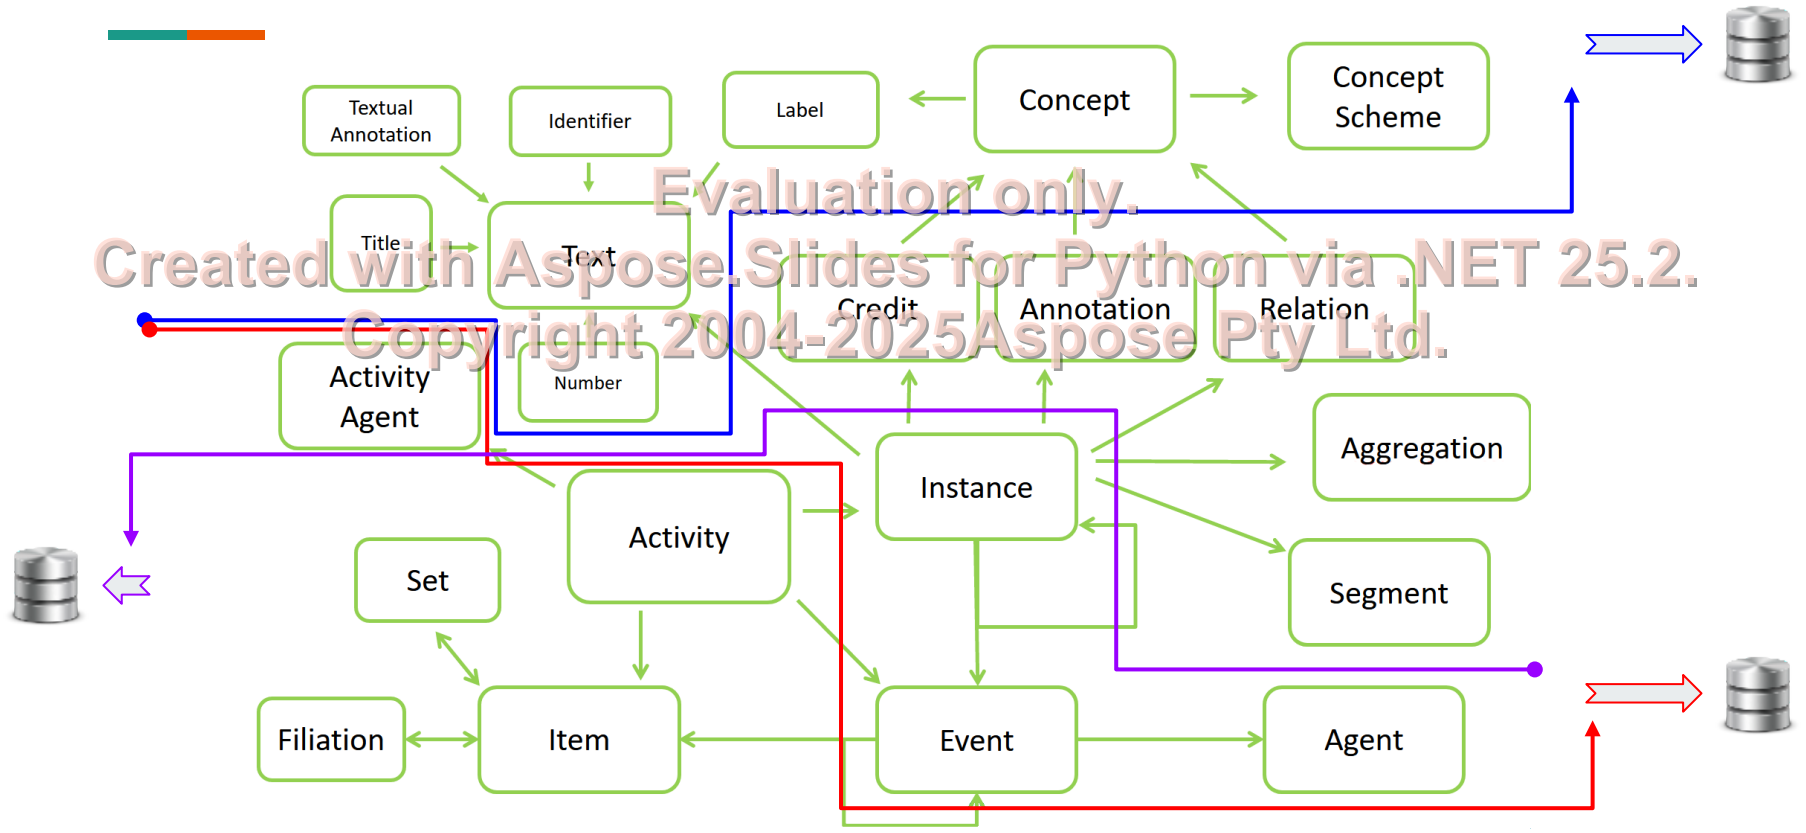 Concept
Scheme
Concept
Label
Textual
Annotation
Identifier
Evaluation only.
Title
Text
Created with Aspose.Slides for Python via .NET 25.2.
Credit
Annotation
Relation
Copyright 2004-2025Aspose Pty Ltd.
Activity
Agent
Number
Aggregation
Instance
Activity
Set
Segment
Filiation
Item
Event
Agent